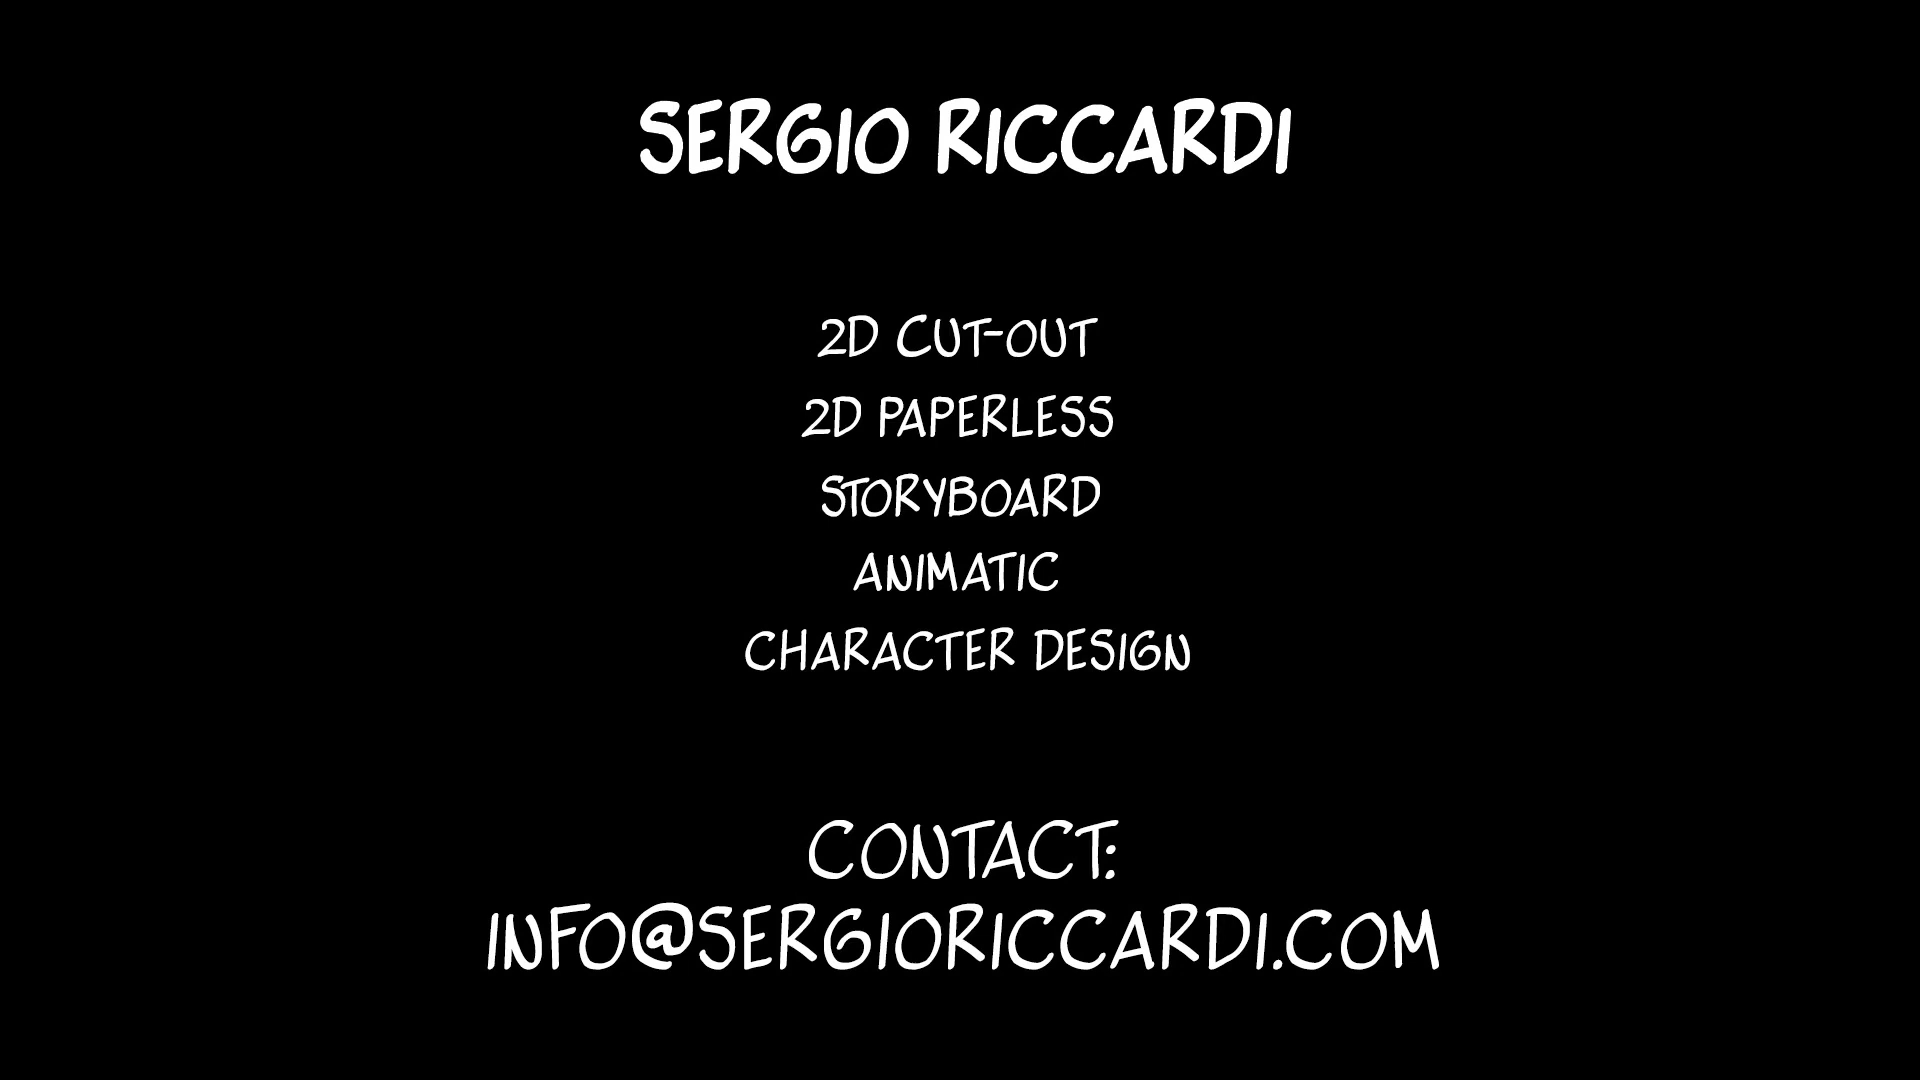 SERGIO RICCARDI
2D CUT-OUT
2D PAPERLESS
STORYBOARD
ANIMATIC
CHARACTER DESIGN
CONTACT:
INFO@SERGIORICCARDI.COM